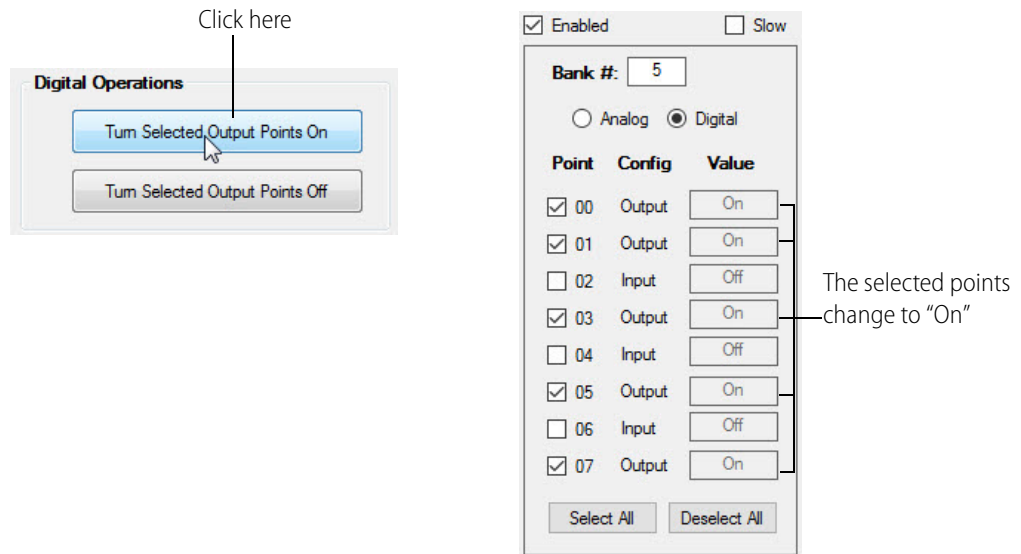 Click here
Digital Operations
Turn Selected Output Points On
Turn Selected Output Points Off
Enabled Slow
Bank #: 5
Analog Digital
Point Config Value
00 Output On
01 Output On
02 Input Off
03 Output On
04 Input Off
05 Output On
06 Input Off
07 Output On
Select All Deselect All
The selected points
change to “On”